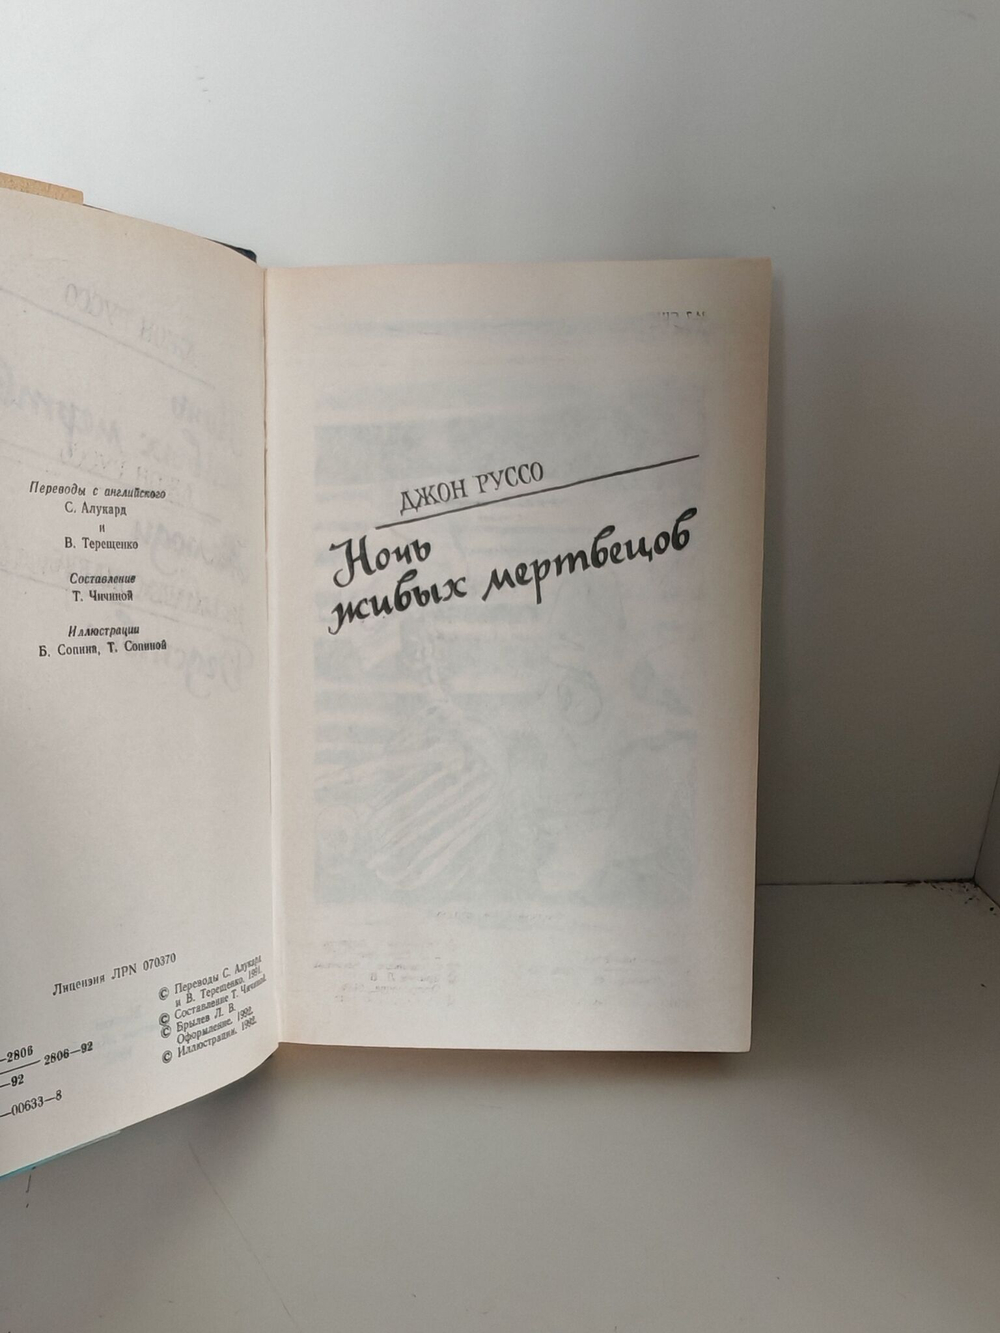 Переводы с английского
С. Алукард
и
В. Терещенко
Составление
Т. Чичиной
Иллюстрации
Б. Сопина, Т. Сопиной
Лицензия ЛРN 070370
© Переводы С. Алукард
и В. Терещенко. 1991.
© Составление Т. Чичиной
© Брылев Л. В.
Оформление. 1992.
© Иллюстрации. 1992.
—2806
—92
2806—92
—00633—8
ДЖОН РУССО
Ночь
живых мертвецов